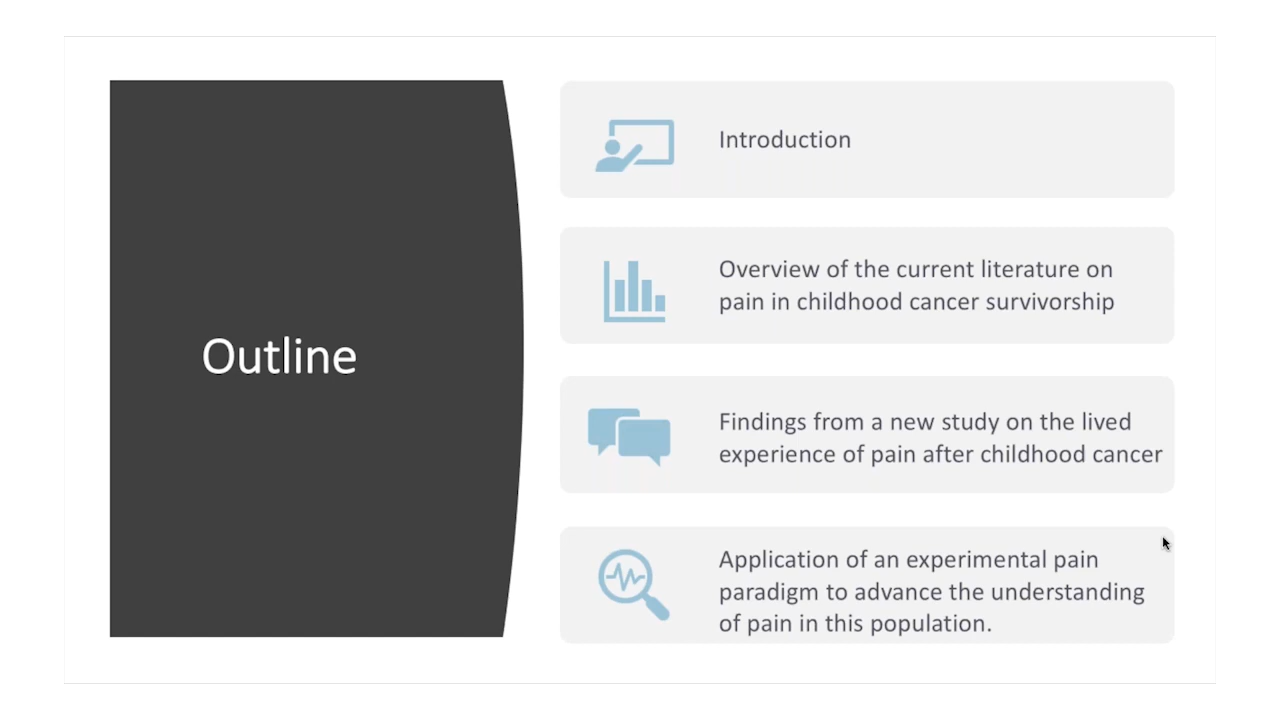 Outline
Introduction
Overview of the current literature on
pain in childhood cancer survivorship
Findings from a new study on the lived
experience of pain after childhood cancer
Application of an experimental pain
paradigm to advance the understanding
of pain in this population.